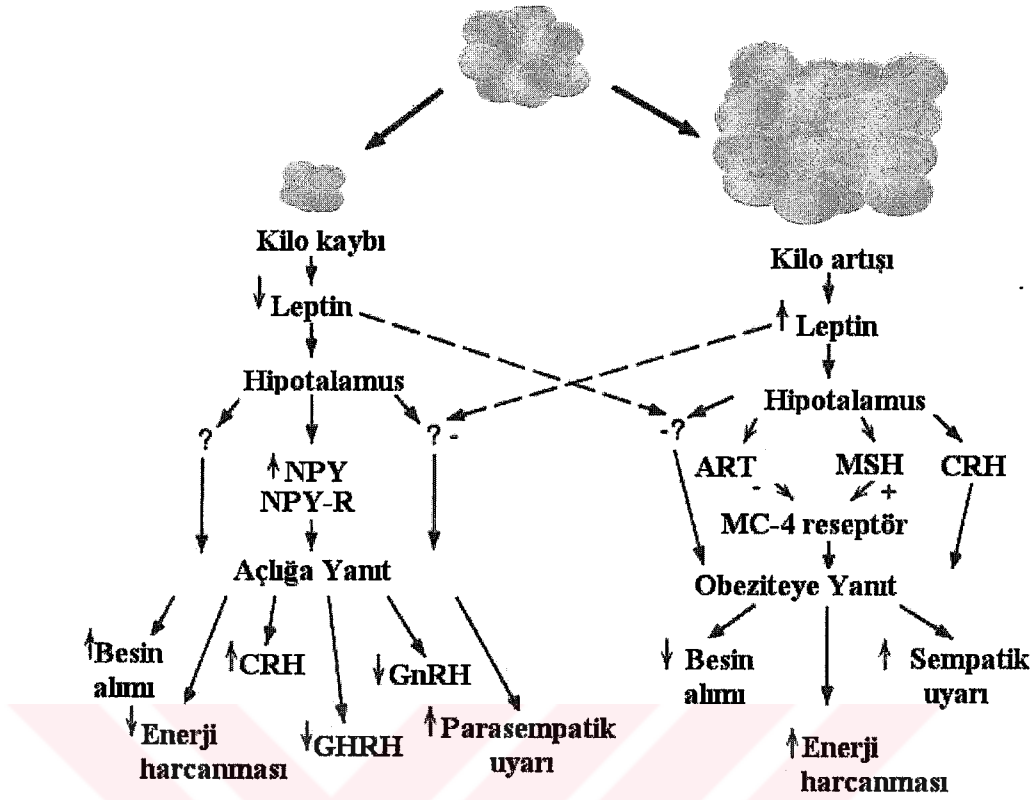 Kilo kaybı
↓ Leptin
Hipotalamus
?
? -
↑ NPY
NPY-R
Açlığa Yanıt
↑ Besin
alımı
↓ Enerji
harcanması
↑ CRH
↓ GHRH
↓ GnRH
↑ Parasempatik
uyarı
Kilo artışı
↑ Leptin
Hipotalamus
-?
ART
MSH
CRH
- +
MC-4 reseptör
Obeziteye Yanıt
↓ Besin
alımı
↑ Enerji
harcanması
↑ Sempatik
uyarı